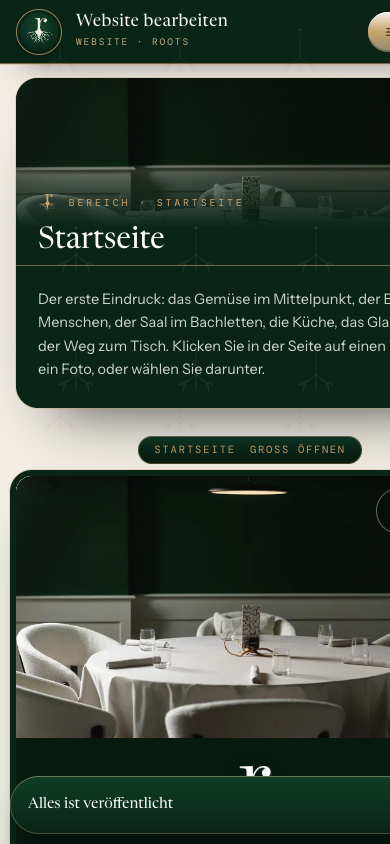 r
Website bearbeiten
WEBSITE · ROOTS
BEREICH · STARTSEITE
Startseite
Der erste Eindruck: das Gemüse im Mittelpunkt, der
Menschen, der Saal im Bachletten, die Küche, das
der Weg zum Tisch. Klicken Sie in der Seite auf einen
ein Foto, oder wählen Sie darunter.
STARTSEITE GROSS ÖFFNEN
r
Alles ist veröffentlicht